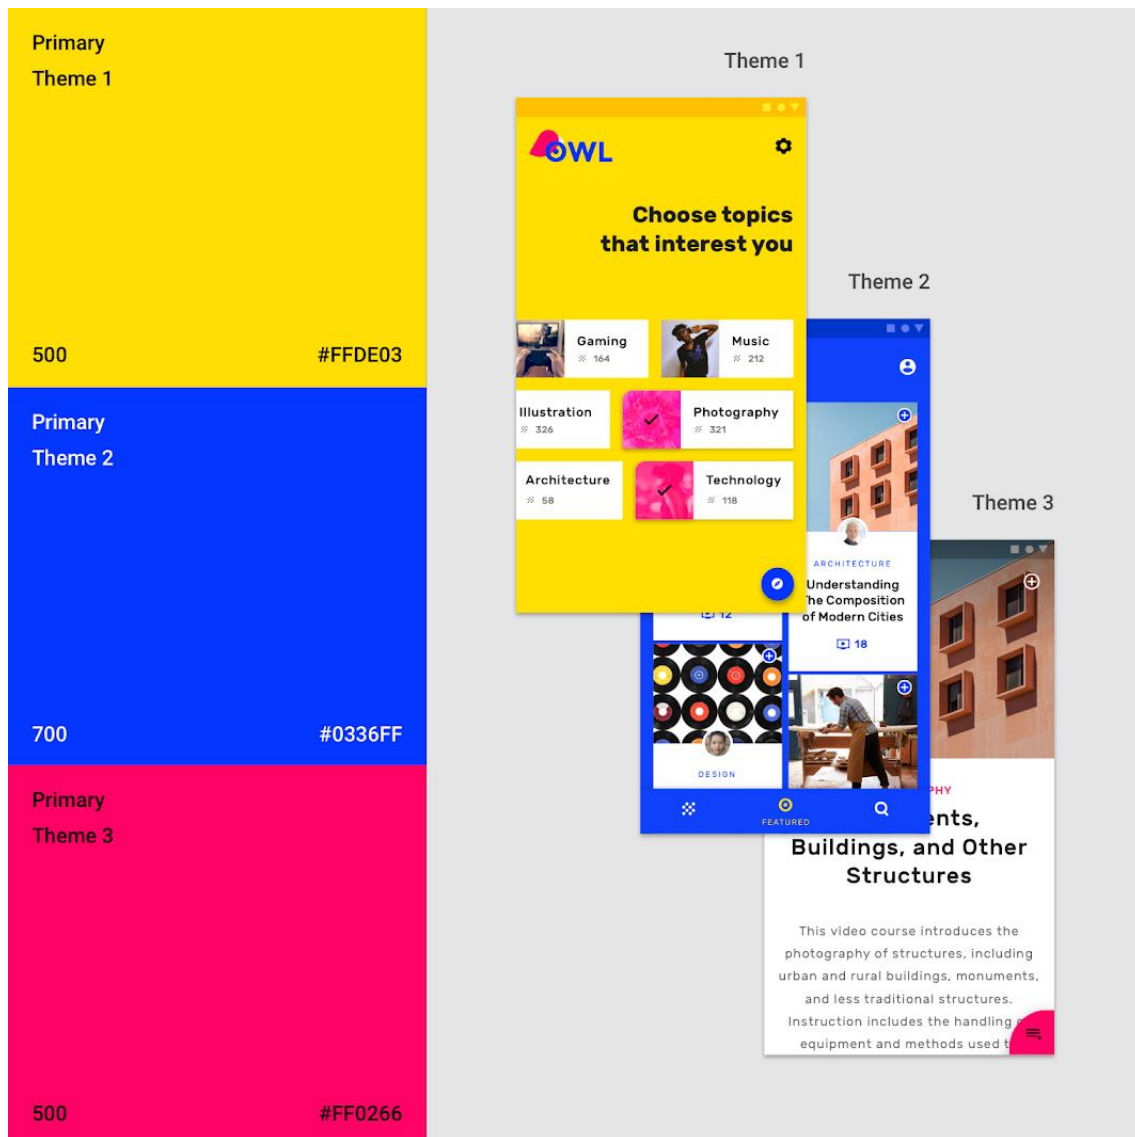 Primary
Theme 1
500 #FFDE03
Primary
Theme 2
700 #0336FF
Primary
Theme 3
500 #FF0266
Theme 1
OWL
Choose topics
that interest you
Gaming
164
Music
212
Illustration
326
Photography
321
Architecture
58
Technology
118
Theme 2
ARCHITECTURE
Understanding
The Composition
of Modern Cities
18
12
DESIGN
FEATURED
Theme 3
PHY
ents,
Buildings, and Other
Structures
This video course introduces the
photography of structures, including
urban and rural buildings, monuments,
and less traditional structures.
Instruction includes the handling
equipment and methods used t